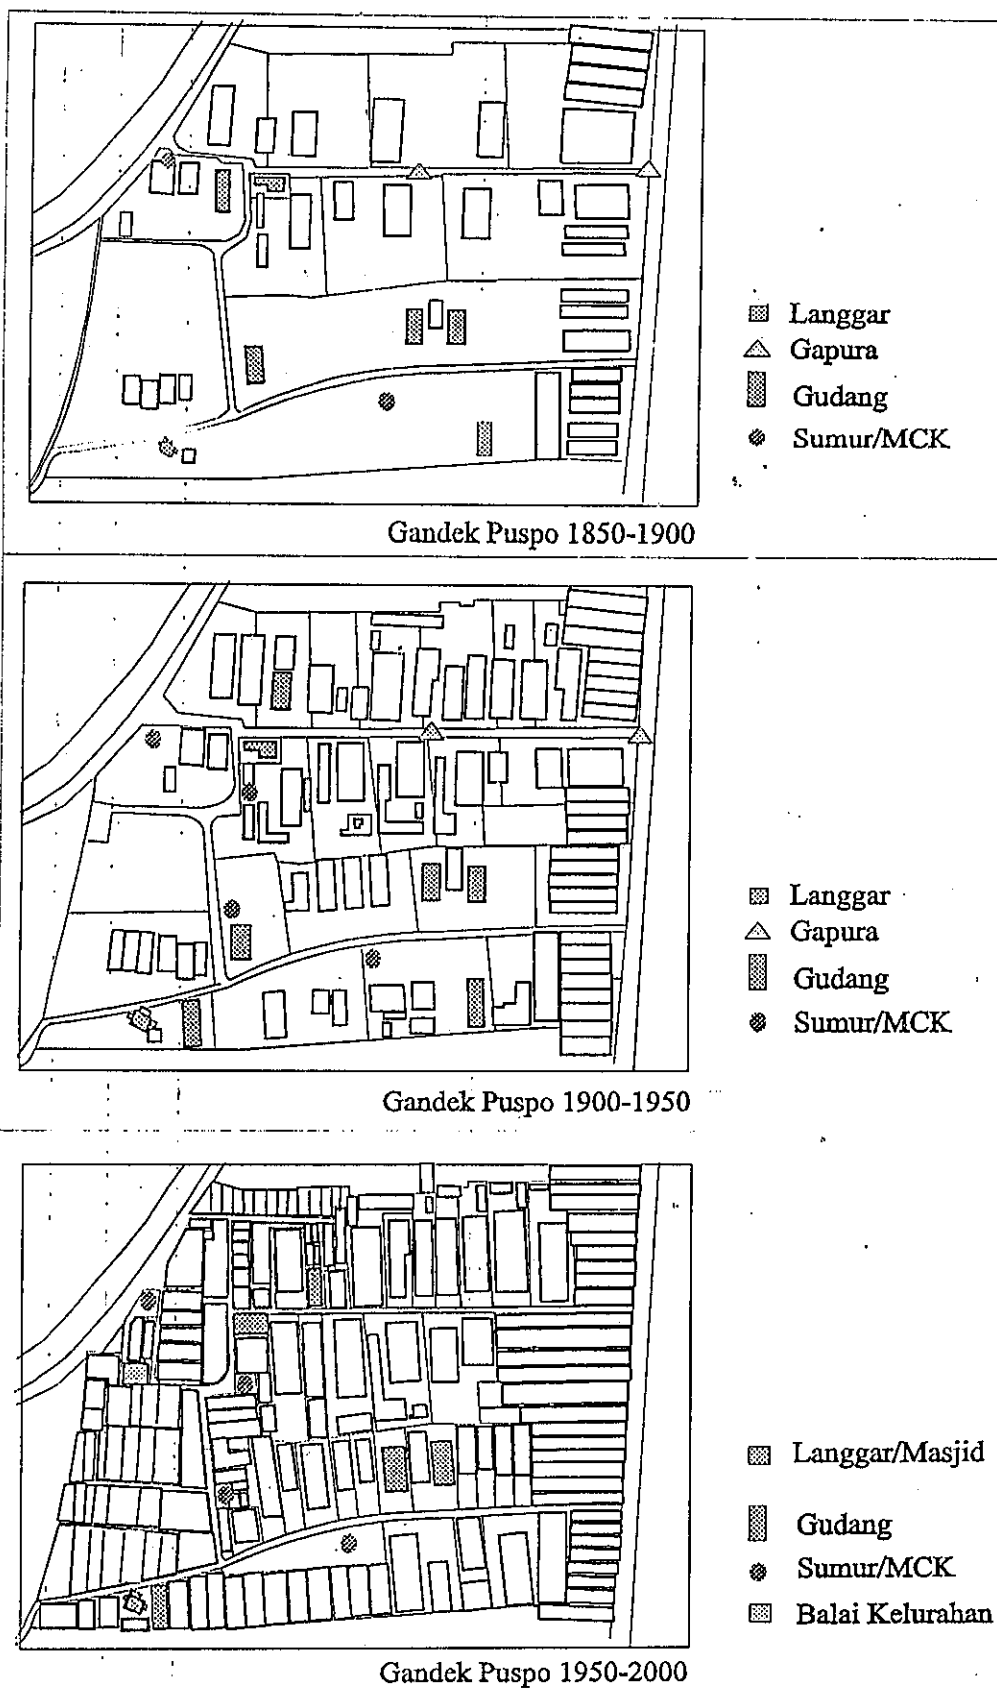 Langgar
Gapura
Gudang
Sumur/MCK
Gandek Puspo 1850-1900
Langgar
Gapura
Gudang
Sumur/MCK
Gandek Puspo 1900-1950
Langgar/Masjid
Gudang
Sumur/MCK
Balai Kelurahan
Gandek Puspo 1950-2000